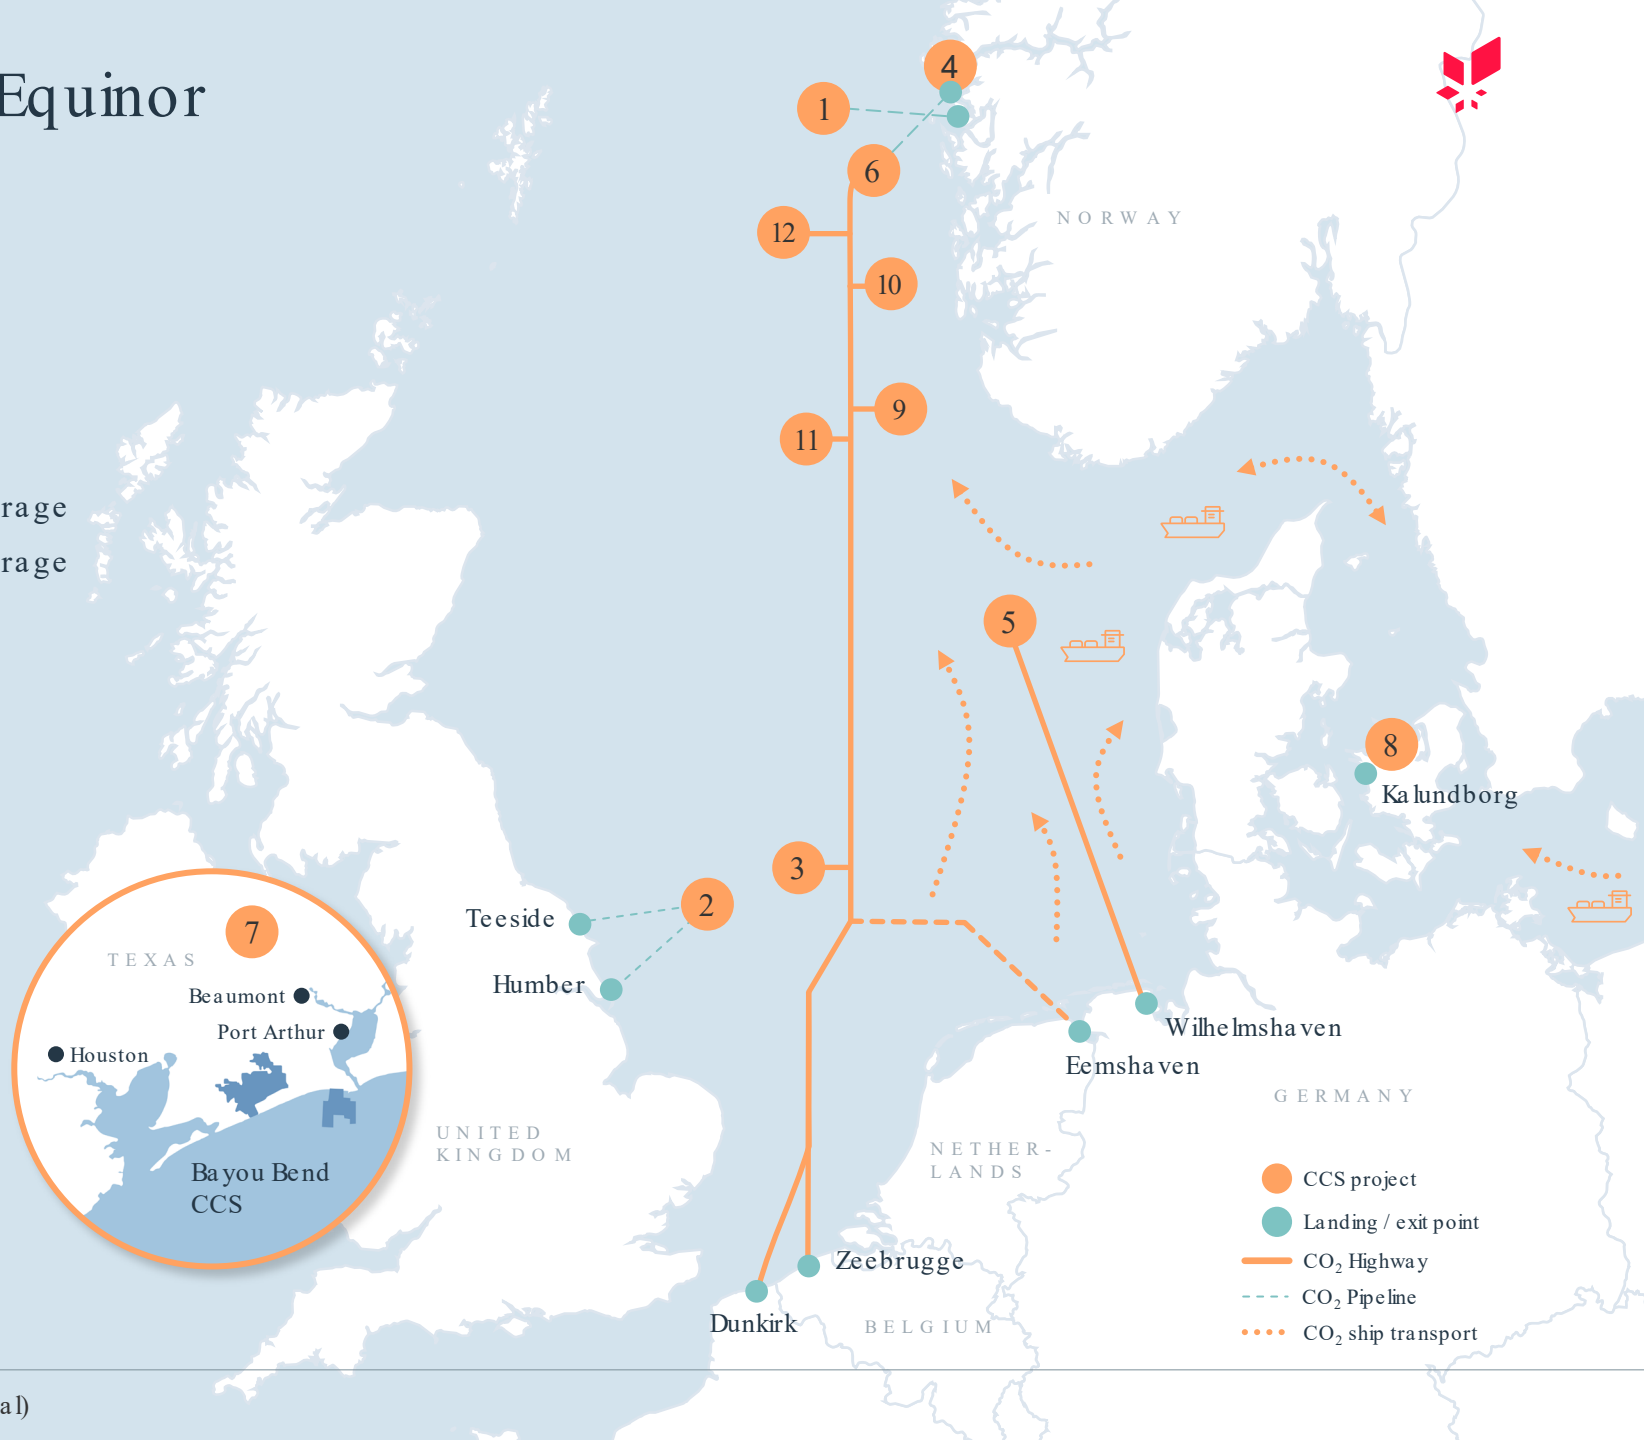 Equinor
4
1
6
NORWAY
12
10
9
11
rage
rage
5
8
Kalundborg
3
2
Teeside
Humber
7
TEXAS
Beaumont
Port Arthur
Houston
Bayou Bend
CCS
Wilhelmshaven
Eemshaven
GERMANY
UNITED
KINGDOM
NETHER-
LANDS
CCS project
Landing / exit point
CO₂ Highway
CO₂ Pipeline
CO₂ ship transport
Zeebrugge
Dunkirk
BELGIUM
al)